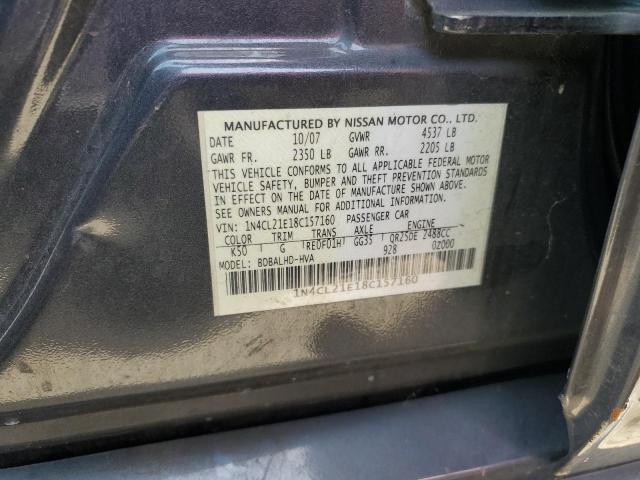 MANUFACTURED BY NISSAN MOTOR CO., LTD.
DATE 10/07 GVWR 4537 LB
GAWR FR. 2350 LB GAWR RR. 2205 LB
THIS VEHICLE CONFORMS TO ALL APPLICABLE FEDERAL MOTOR
VEHICLE SAFETY, BUMPER AND THEFT PREVENTION STANDARDS
IN EFFECT ON THE DATE OF MANUFACTURE SHOWN ABOVE.
SEE OWNERS MANUAL FOR ADDITIONAL INFORMATION.
VIN: 1N4CL21E18C157160 PASSENGER CAR
COLOR TRIM TRANS AXLE ENGINE
K50 G RE0F01H GG35 QR25DE 2488CC
MODEL: BDBALHD-HVA 928 0Z000
1N4CL21E18C157160